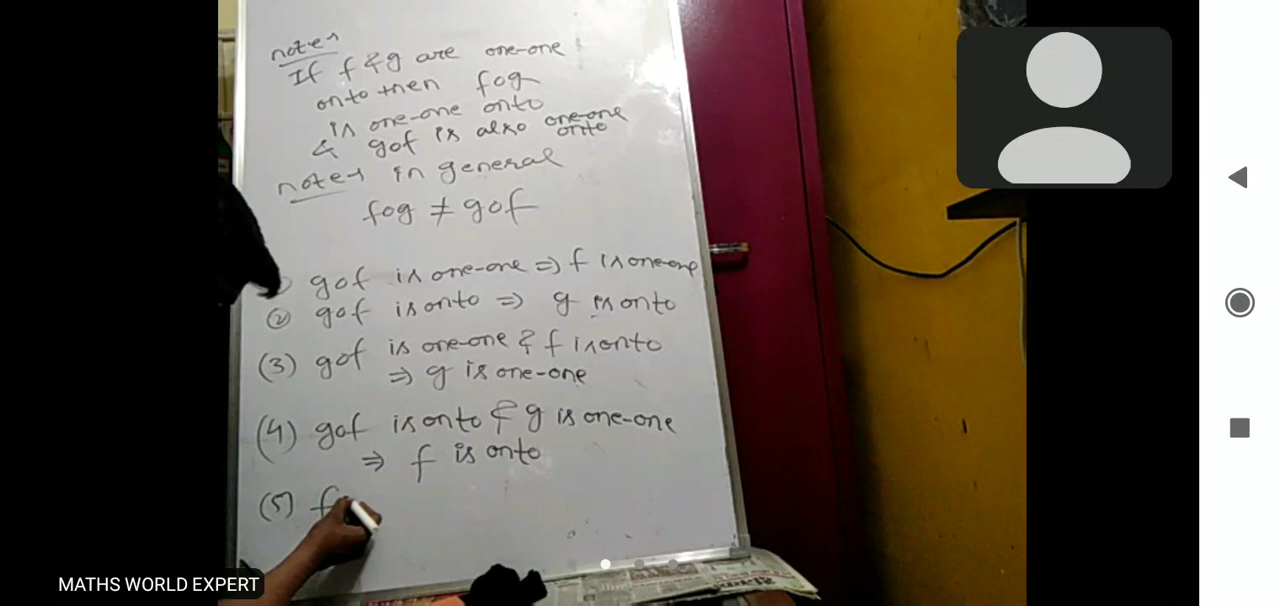 notes
If f & g are one-one
onto then fog
is one-one onto
& gof is also one-one
onto
notes in general
fog ≠ gof
gof is one-one ⇒ f is one-one
② gof is onto ⇒ g is onto
(3) gof is one-one & f is onto
⇒ g is one-one
(4) gof is onto & g is one-one
⇒ f is onto
(5) f
MATHS WORLD EXPERT